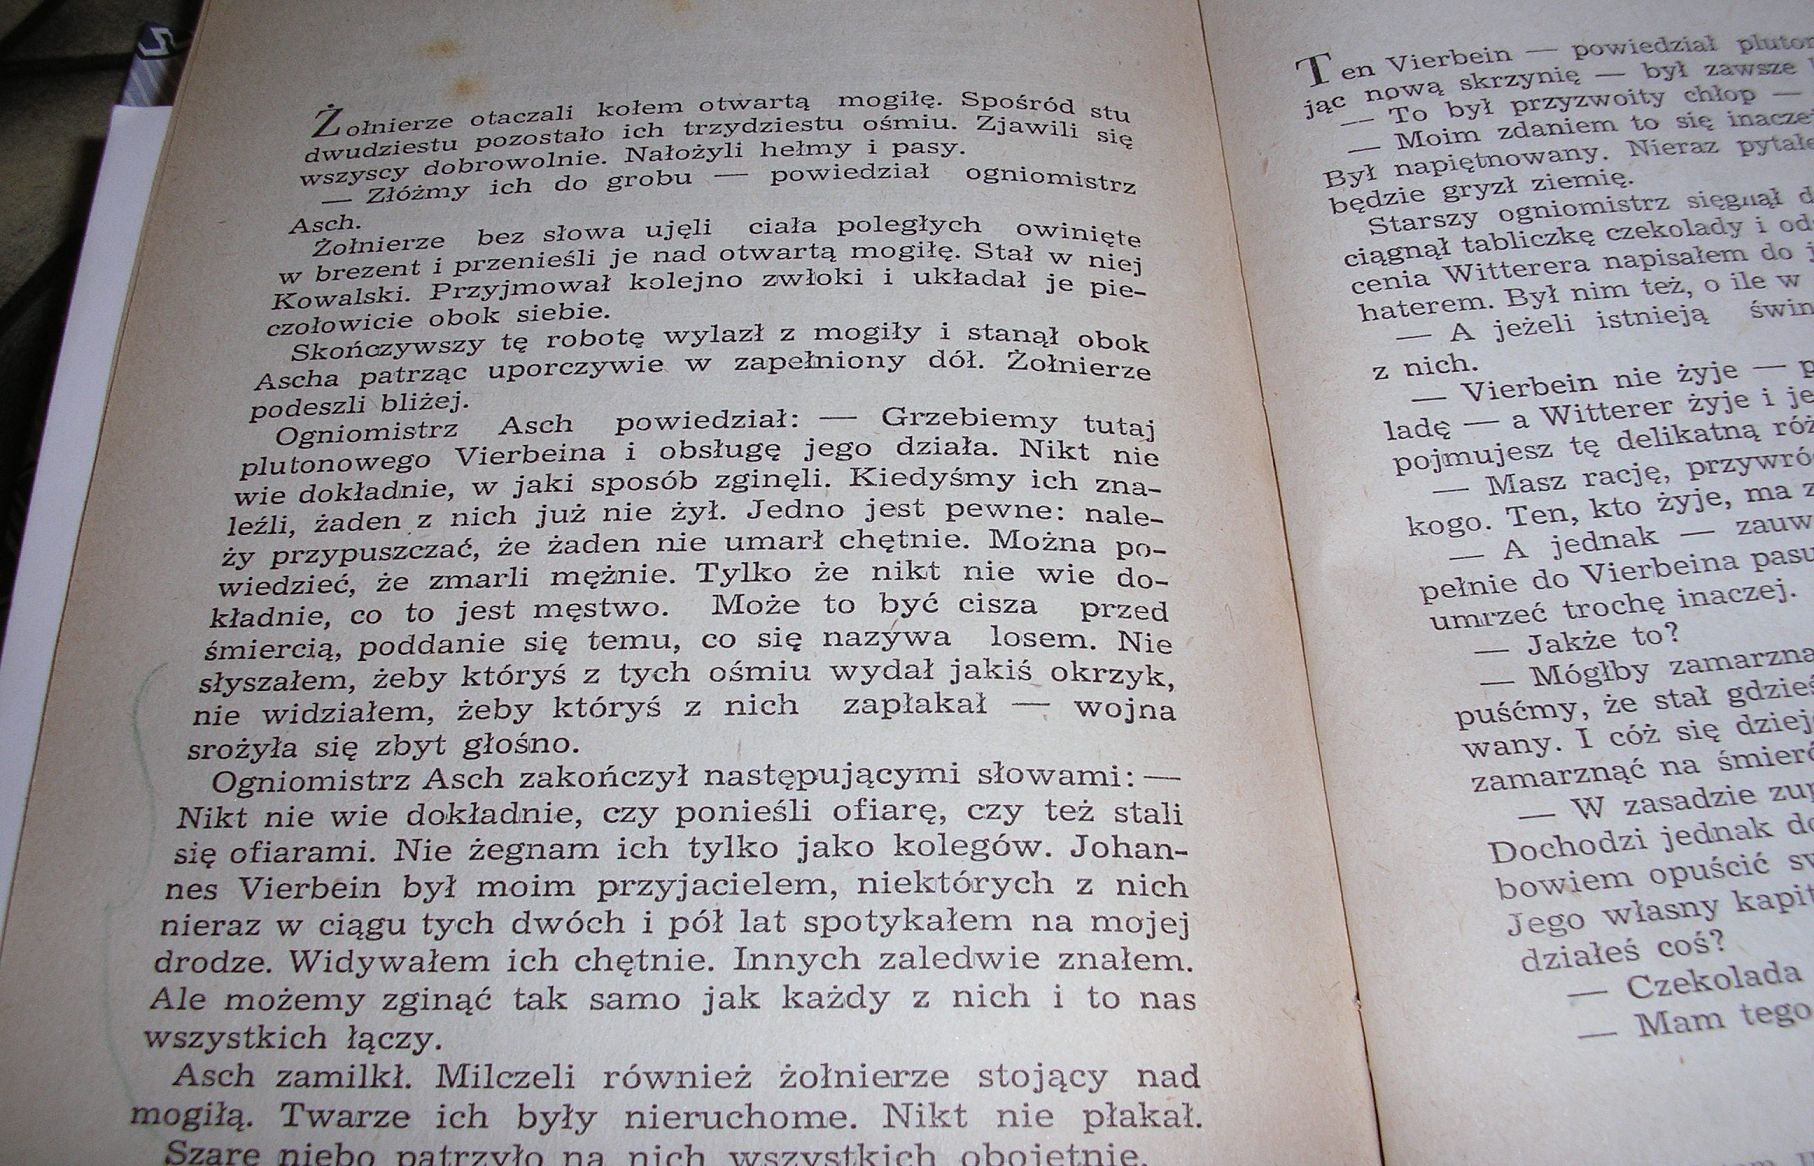 Żołnierze otaczali kołem otwartą mogiłę. Spośród stu
dwudziestu pozostało ich trzydziestu ośmiu. Zjawili się
wszyscy dobrowolnie. Nałożyli hełmy i pasy.
— Złóżmy ich do grobu — powiedział ogniomistrz
Asch.
Żołnierze bez słowa ujęli ciała poległych owinięte
w brezent i przenieśli je nad otwartą mogiłę. Stał w niej
Kowalski. Przyjmował kolejno zwłoki i układał je pie-
czołowicie obok siebie.
Skończywszy tę robotę wylazł z mogiły i stanął obok
Ascha patrząc uporczywie w zapełniony dół. Żołnierze
podeszli bliżej.
Ogniomistrz Asch powiedział: — Grzebiemy tutaj
plutonowego Vierbeina i obsługę jego działa. Nikt nie
wie dokładnie, w jaki sposób zginęli. Kiedyśmy ich zna-
leźli, żaden z nich już nie żył. Jedno jest pewne: nale-
ży przypuszczać, że żaden nie umarł chętnie. Można po-
wiedzieć, że zmarli mężnie. Tylko że nikt nie wie do-
kładnie, co to jest męstwo. Może to być cisza przed
śmiercią, poddanie się temu, co się nazywa losem. Nie
słyszałem, żeby któryś z tych ośmiu wydał jakiś okrzyk,
nie widziałem, żeby któryś z nich zapłakał — wojna
srożyła się zbyt głośno.
Ogniomistrz Asch zakończył następującymi słowami: —
Nikt nie wie dokładnie, czy ponieśli ofiarę, czy też stali
się ofiarami. Nie żegnam ich tylko jako kolegów. Johan-
nes Vierbein był moim przyjacielem, niektórych z nich
nieraz w ciągu tych dwóch i pół lat spotykałem na mojej
drodze. Widywałem ich chętnie. Innych zaledwie znałem.
Ale możemy zginąć tak samo jak każdy z nich i to nas
wszystkich łączy.
Asch zamilkł. Milczeli również żołnierze stojący nad
mogiłą. Twarze ich były nieruchome. Nikt nie płakał.
Szare niebo patrzyło na nich wszystkich obojętnie.
Ten Vierbein — powiedział
jąc nową skrzynię — był zawsze
— To był przyzwoity chłop —
— Moim zdaniem to się
Był napiętnowany. Nieraz
będzie gryzł ziemię.
Starszy ogniomistrz sięgnął
ciągnął tabliczkę czekolady i
cenia Witterera napisałem do
haterem. Był nim też, o ile w
— A jeżeli istnieją
z nich.
— Vierbein nie żyje —
ladę — a Witterer żyje i
pojmujesz tę delikatną
— Masz rację,
kogo. Ten, kto żyje, ma
— A jednak —
pełnie do Vierbeina
umrzeć trochę inaczej.
— Jakże to?
— Mógłby
puśćmy, że stał
wany. I cóż się
zamarznąć na
— W zasadzie
Dochodzi jednak
bowiem opuścić
Jego własny
działeś coś?
— Czekolada
— Mam tego